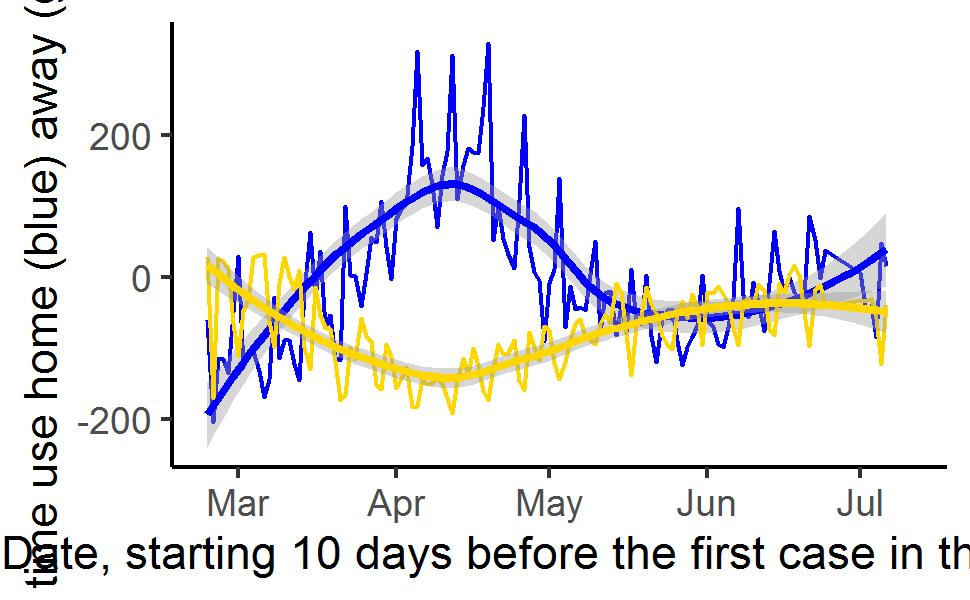 time use home (blue) away (
200
0
-200
Mar Apr May Jun Jul
Date, starting 10 days before the first case in th